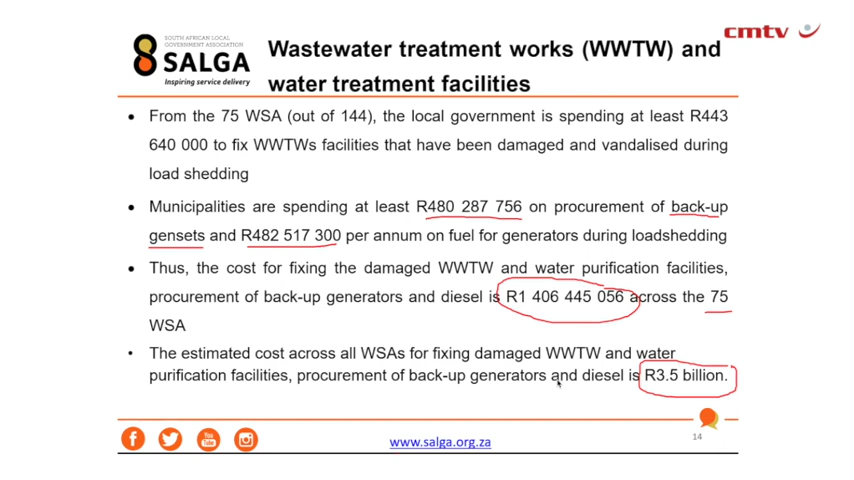 cmtv
SOUTH AFRICAN LOCAL
GOVERNMENT ASSOCIATION
SALGA
Inspiring service delivery
Wastewater treatment works (WWTW) and
water treatment facilities
• From the 75 WSA (out of 144), the local government is spending at least R443
640 000 to fix WWTWs facilities that have been damaged and vandalised during
load shedding
• Municipalities are spending at least R480 287 756 on procurement of back-up
gensets and R482 517 300 per annum on fuel for generators during loadshedding
• Thus, the cost for fixing the damaged WWTW and water purification facilities,
procurement of back-up generators and diesel is R1 406 445 056 across the 75
WSA
• The estimated cost across all WSAs for fixing damaged WWTW and water
purification facilities, procurement of back-up generators and diesel is R3.5 billion.
You
Tube
www.salga.org.za
14